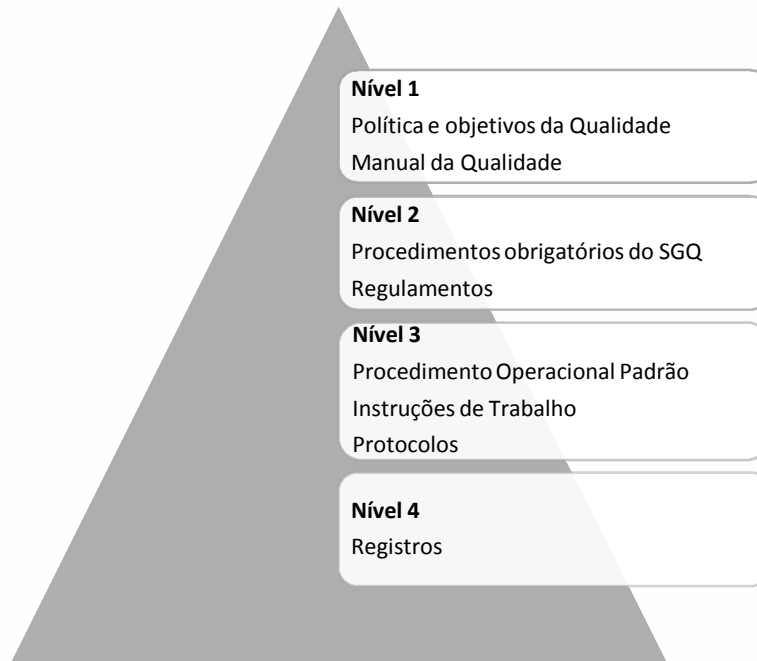 Nível 1
Política e objetivos da Qualidade
Manual da Qualidade
Nível 2
Procedimentos obrigatórios do SGQ
Regulamentos
Nível 3
Procedimento Operacional Padrão
Instruções de Trabalho
Protocolos
Nível 4
Registros